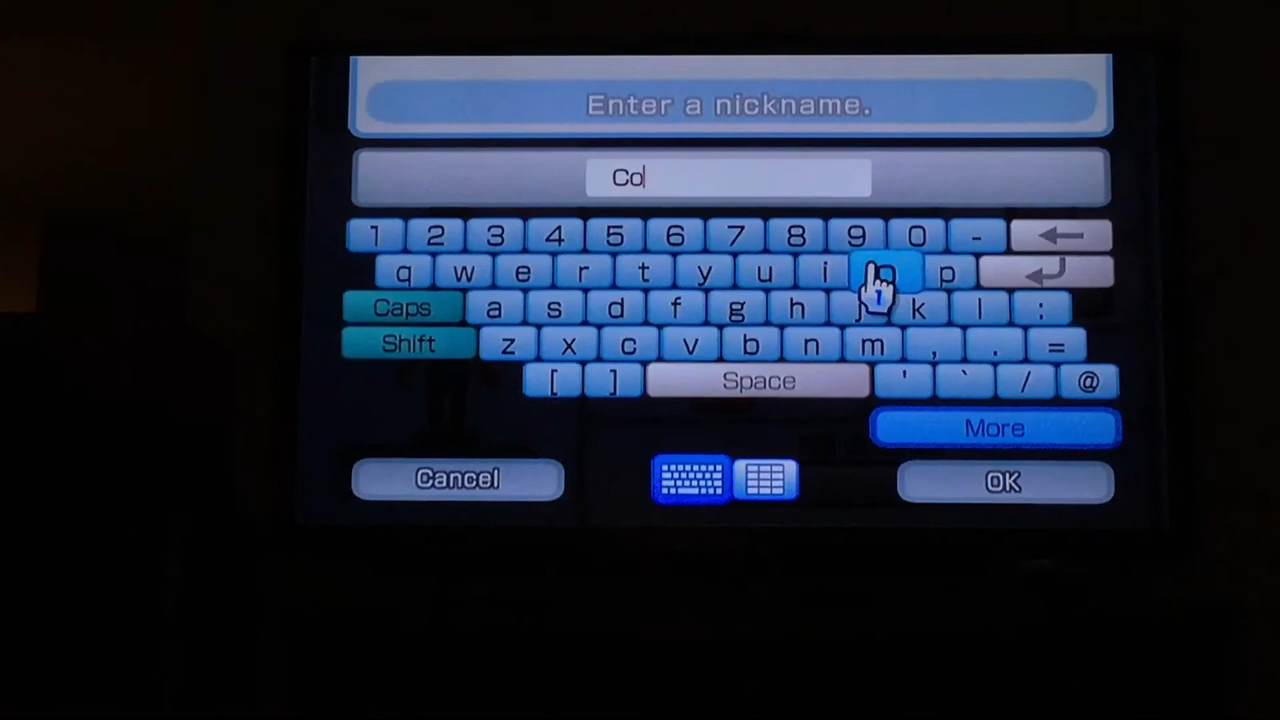 Enter a nickname.
Co
1 2 3 4 5 6 7 8 9 0 -
q w e r t y u i o p
Caps a s d f g h j k l :
Shift z x c v b n m , . =
[ ] Space ' ` / @
More
Cancel OK